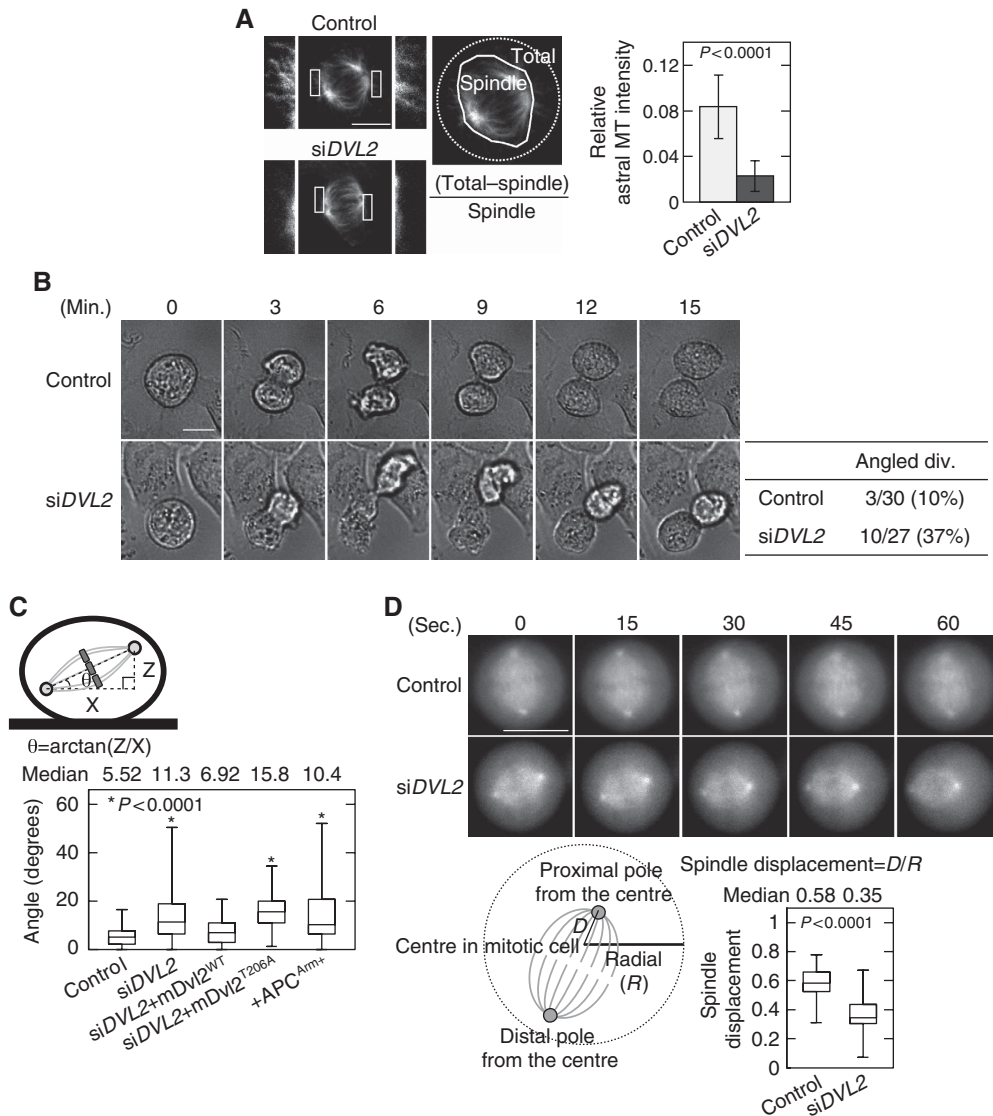 A
Control
siDVL2
Total
Spindle
(Total–spindle)
Spindle
Relative
astral MT intensity
P<0.0001
0.12
0.08
0.04
0
Control
siDVL2
B
(Min.) 0 3 6 9 12 15
Control
siDVL2
Angled div.
Control 3/30 (10%)
siDVL2 10/27 (37%)
C
θ
Z
X
θ=arctan(Z/X)
Median 5.52 11.3 6.92 15.8 10.4
Angle (degrees)
* P<0.0001
60
40
20
0
* * *
Control
siDVL2
siDVL2+mDvl2WT
siDVL2+mDvl2T206A
+APCArm+
D
(Sec.) 0 15 30 45 60
Control
siDVL2
Proximal pole
from the centre
D
Centre in mitotic cell
Radial
(R)
Distal pole
from the centre
Spindle displacement=D/R
Median 0.58 0.35
Spindle
displacement
P<0.0001
1
0.8
0.6
0.4
0.2
0
Control
siDVL2